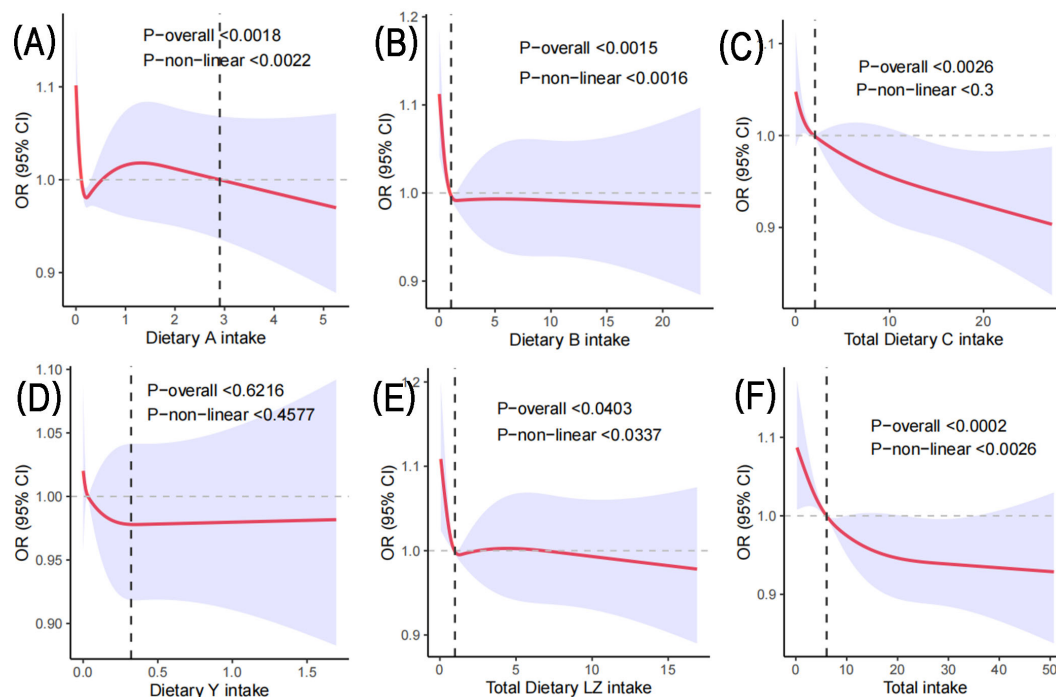 (A)
P-overall <0.0018
P-non-linear <0.0022
OR (95% CI)
1.1
1.0
0.9
0 1 2 3 4 5
Dietary A intake
(B)
P-overall <0.0015
P-non-linear <0.0016
OR (95% CI)
1.2
1.1
1.0
0.9
0 5 10 15 20
Dietary B intake
(C)
P-overall <0.0026
P-non-linear <0.3
OR (95% CI)
1.1
1.0
0.9
0 10 20
Total Dietary C intake
(D)
P-overall <0.6216
P-non-linear <0.4577
OR (95% CI)
1.10
1.05
1.00
0.95
0.90
0.0 0.5 1.0 1.5
Dietary Y intake
(E)
P-overall <0.0403
P-non-linear <0.0337
OR (95% CI)
1.2
1.1
1.0
0.9
0 5 10 15
Total Dietary LZ intake
(F)
P-overall <0.0002
P-non-linear <0.0026
OR (95% CI)
1.1
1.0
0.9
0 10 20 30 40 50
Total intake